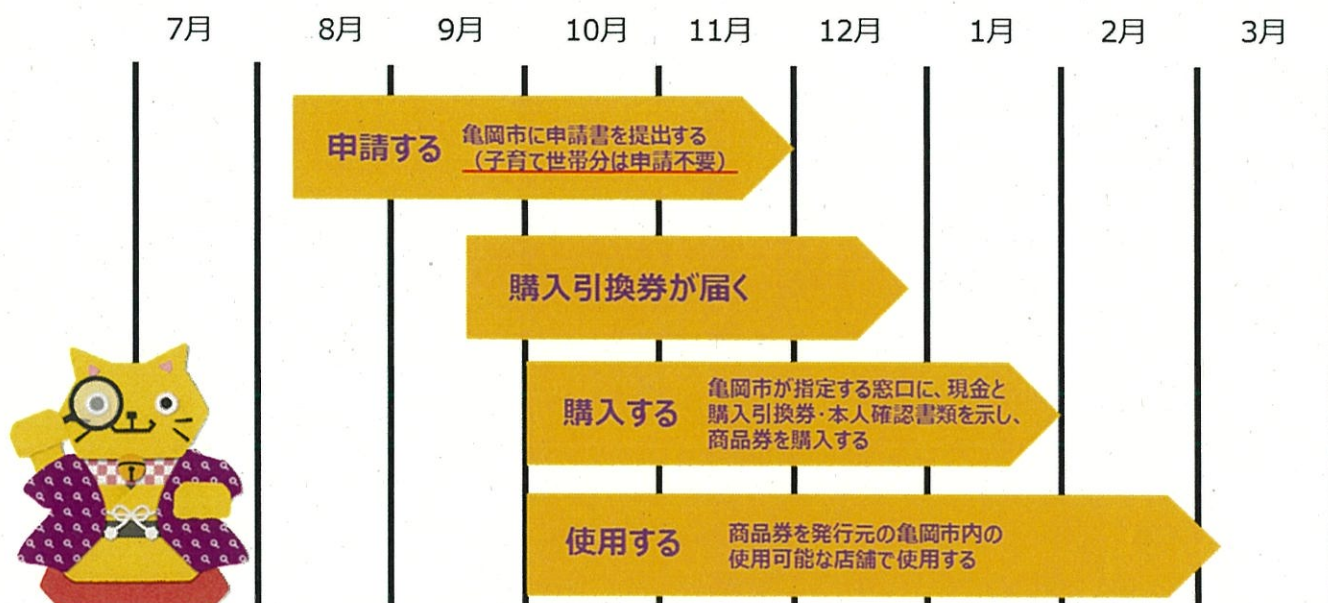 7月 8月 9月 10月 11月 12月 1月 2月 3月
申請する
亀岡市に申請書を提出する
（子育て世帯分は申請不要）
購入引換券が届く
購入する
亀岡市が指定する窓口に、現金と
購入引換券・本人確認書類を示し、
商品券を購入する
使用する
商品券を発行元の亀岡市内の
使用可能な店舗で使用する